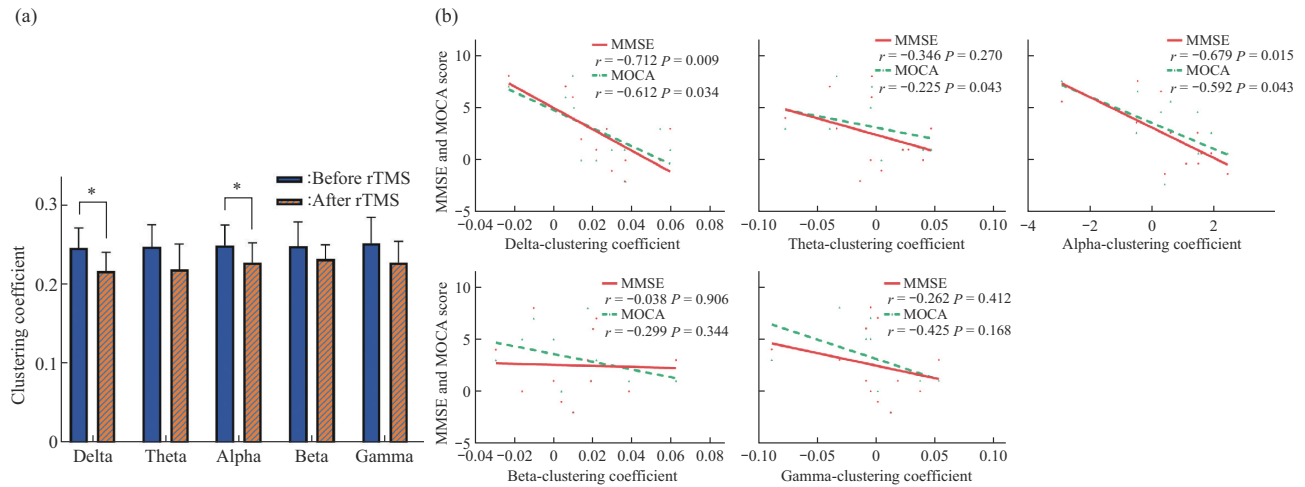 (a)
Clustering coefficient
0.3
0.2
0.1
0
:Before rTMS
:After rTMS
*
*
Delta
Theta
Alpha
Beta
Gamma
(b)
MMSE and MOCA score
10
5
0
−5
MMSE
r = −0.712 P = 0.009
MOCA
r = −0.612 P = 0.034
−0.04 −0.02 0 0.02 0.04 0.06 0.08
Delta-clustering coefficient
MMSE
r = −0.346 P = 0.270
MOCA
r = −0.225 P = 0.043
−0.10 −0.05 0 0.05 0.10
Theta-clustering coefficient
MMSE
r = −0.679 P = 0.015
MOCA
r = −0.592 P = 0.043
−4 −2 0 2 4
Alpha-clustering coefficient
MMSE and MOCA score
10
5
0
−5
MMSE
r = −0.038 P = 0.906
MOCA
r = −0.299 P = 0.344
−0.04 −0.02 0 0.02 0.04 0.06 0.08
Beta-clustering coefficient
MMSE
r = −0.262 P = 0.412
MOCA
r = −0.425 P = 0.168
−0.10 −0.05 0 0.05 0.10
Gamma-clustering coefficient